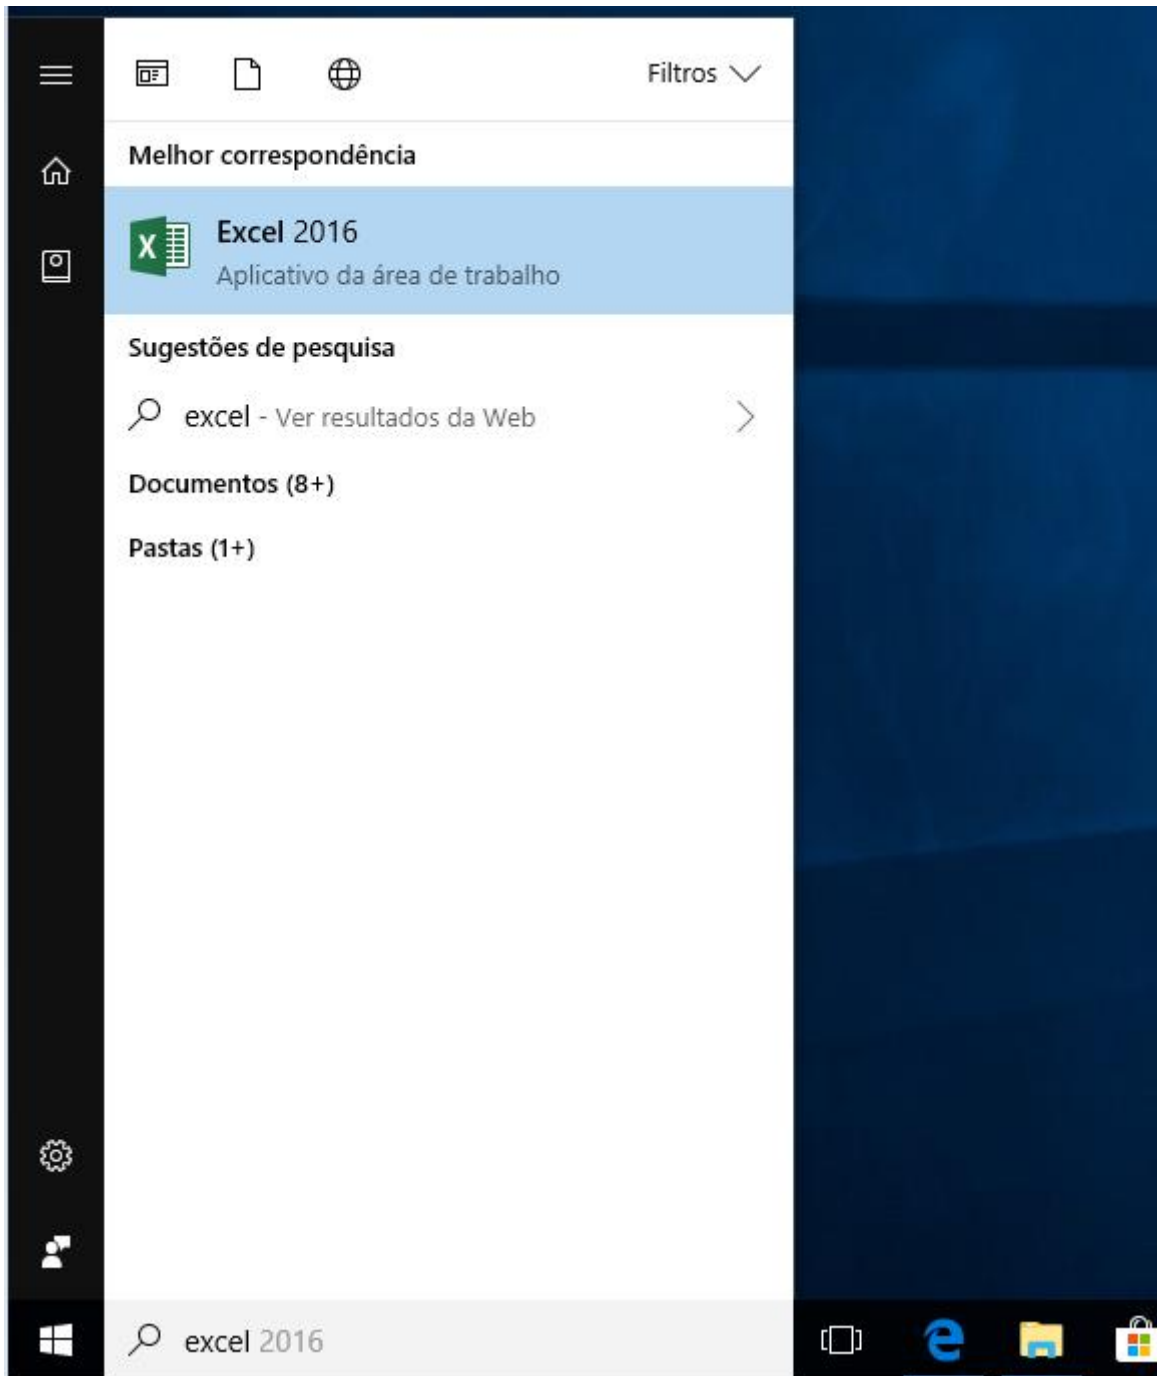 Filtros
Melhor correspondência
Excel 2016
Aplicativo da área de trabalho
Sugestões de pesquisa
excel - Ver resultados da Web
Documentos (8+)
Pastas (1+)
excel 2016